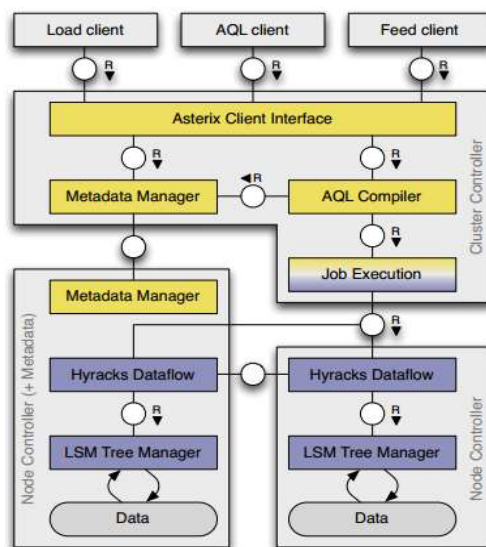 Load client
AQL client
Feed client
R
R
R
Asterix Client Interface
R
R
R
Metadata Manager
AQL Compiler
Cluster Controller
R
Metadata Manager
Job Execution
R
Node Controller (+ Metadata)
Hyracks Dataflow
Hyracks Dataflow
Node Controller
R
R
LSM Tree Manager
LSM Tree Manager
Data
Data